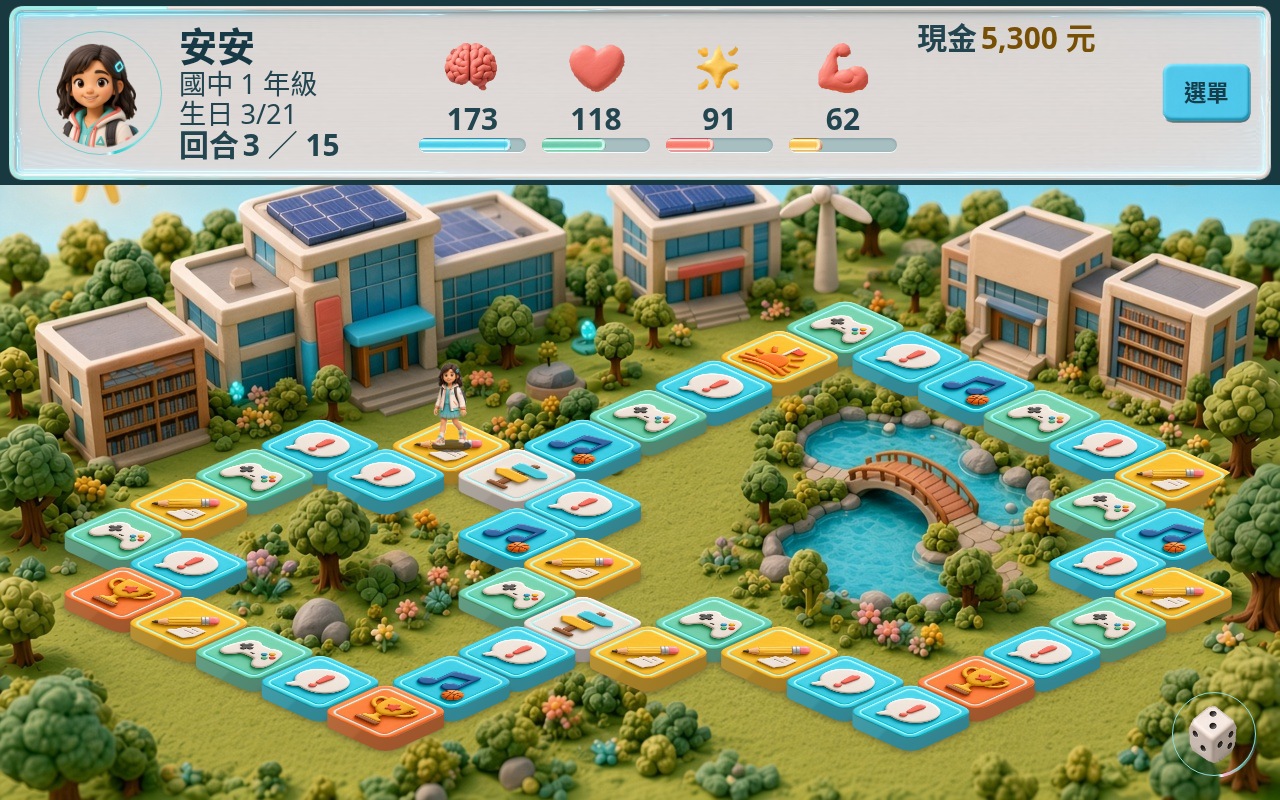 安安
國中 1 年級
生日 3/21
回合 3 ／ 15
173
118
91
62
現金 5,300 元
選單